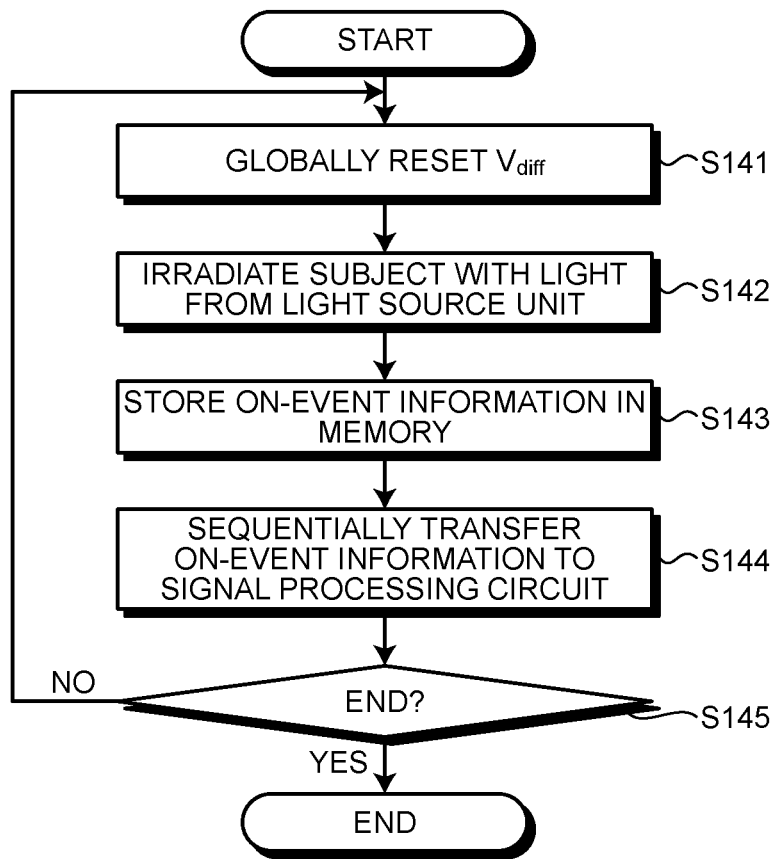 START
GLOBALLY RESET Vdiff
S141
IRRADIATE SUBJECT WITH LIGHT
FROM LIGHT SOURCE UNIT
S142
STORE ON-EVENT INFORMATION IN
MEMORY
S143
SEQUENTIALLY TRANSFER
ON-EVENT INFORMATION TO
SIGNAL PROCESSING CIRCUIT
S144
NO
END?
S145
YES
END